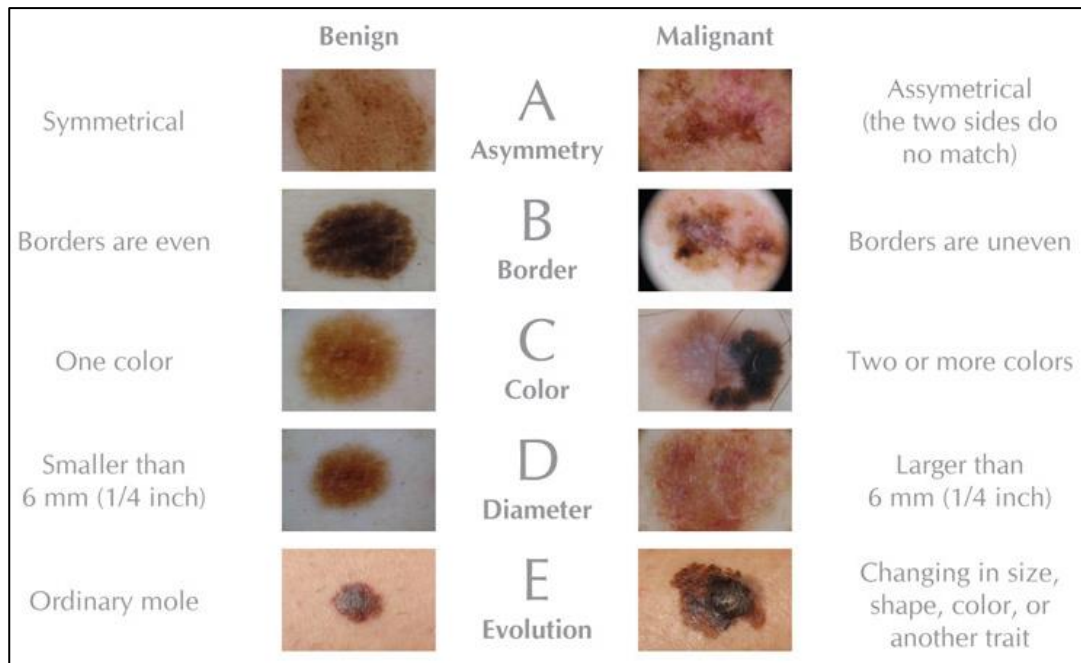 Benign
Malignant
Symmetrical
A
Asymmetry
Assymetrical
(the two sides do
no match)
Borders are even
B
Border
Borders are uneven
One color
C
Color
Two or more colors
Smaller than
6 mm (1/4 inch)
D
Diameter
Larger than
6 mm (1/4 inch)
Ordinary mole
E
Evolution
Changing in size,
shape, color, or
another trait